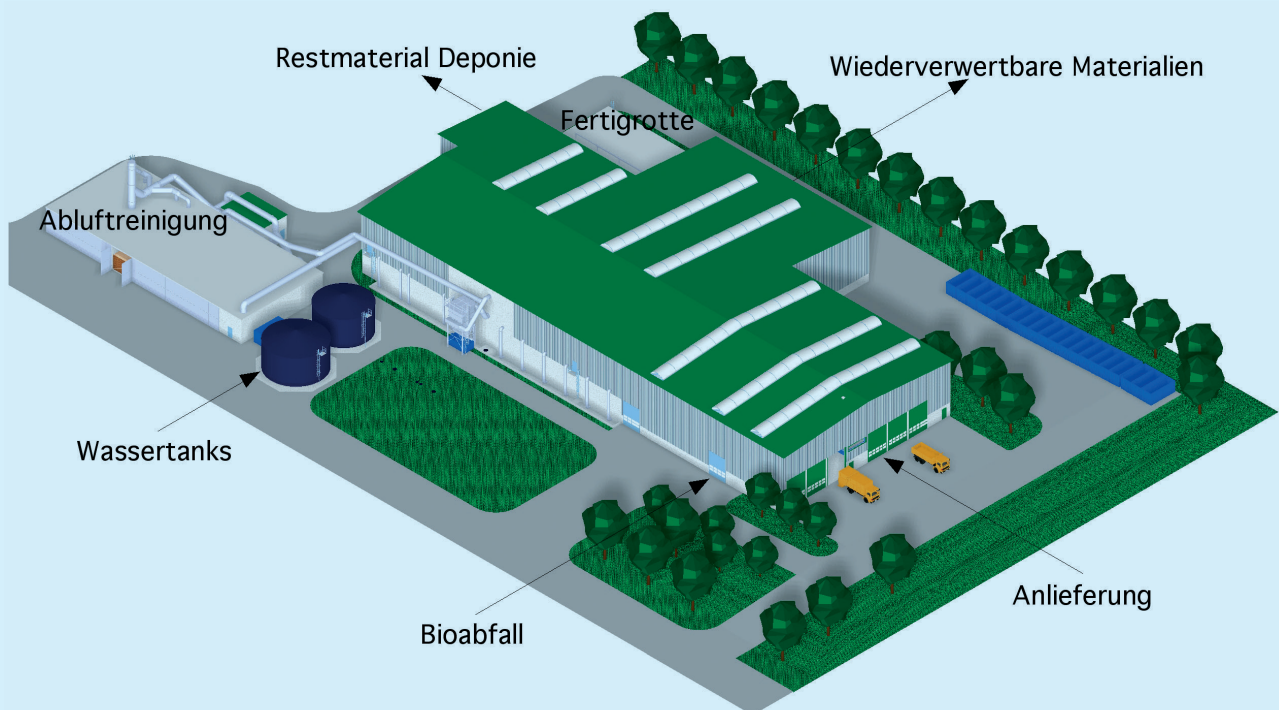 Restmaterial Deponie
Wiederverwertbare Materialien
Fertigrotte
Abluftreinigung
Wassertanks
Anlieferung
Bioabfall